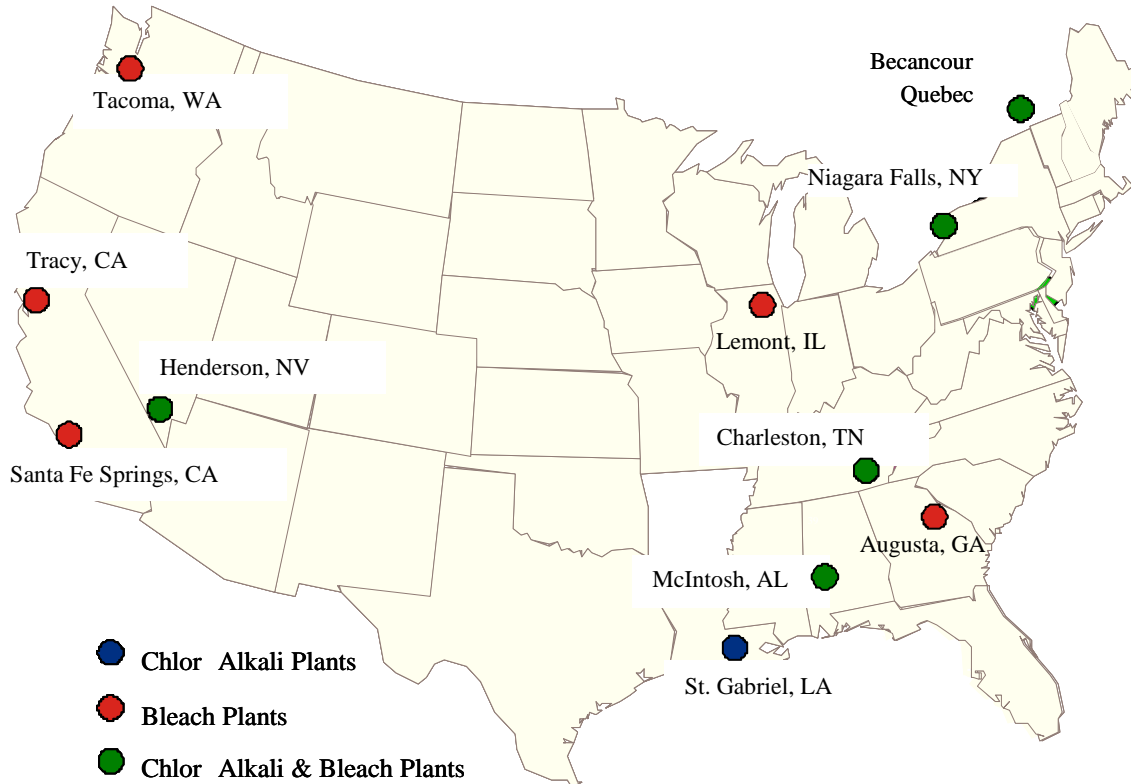 Becancour
Quebec
Tacoma, WA
Niagara Falls, NY
Tracy, CA
Lemont, IL
Henderson, NV
Charleston, TN
Santa Fe Springs, CA
Augusta, GA
McIntosh, AL
St. Gabriel, LA
Chlor Alkali Plants
Bleach Plants
Chlor Alkali & Bleach Plants